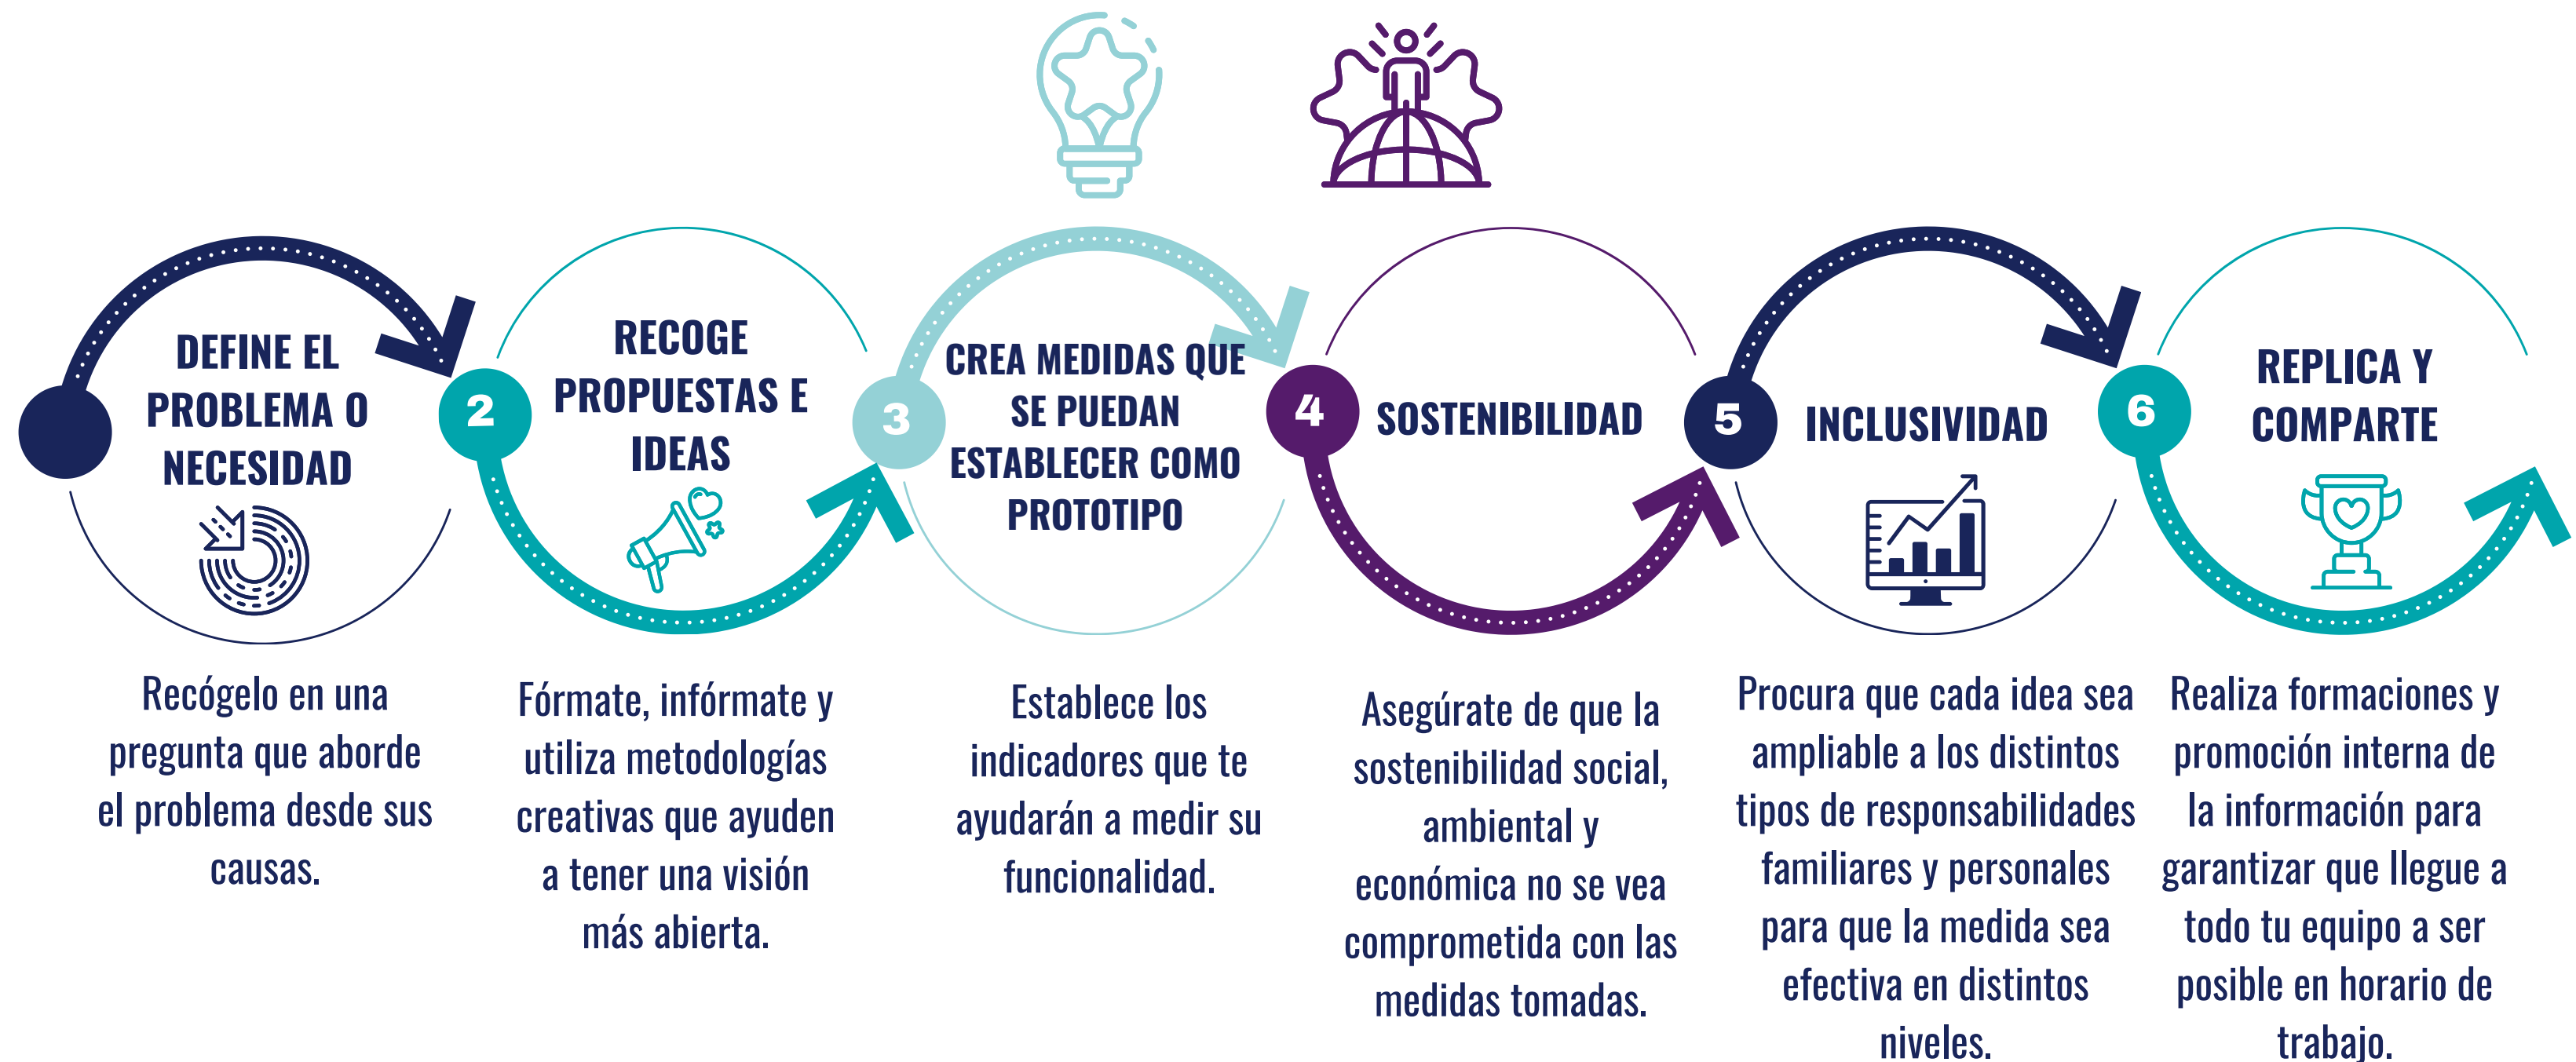 DEFINE EL
PROBLEMA O
NECESIDAD
Recógelo en una
pregunta que aborde
el problema desde sus
causas.
2
RECOGE
PROPUESTAS E
IDEAS
Fórmate, infórmate y
utiliza metodologías
creativas que ayuden
a tener una visión
más abierta.
3
CREA MEDIDAS QUE
SE PUEDAN
ESTABLECER COMO
PROTOTIPO
Establece los
indicadores que te
ayudarán a medir su
funcionalidad.
4
SOSTENIBILIDAD
Asegúrate de que la
sostenibilidad social,
ambiental y
económica no se vea
comprometida con las
medidas tomadas.
5
INCLUSIVIDAD
Procura que cada idea sea
ampliable a los distintos
tipos de responsabilidades
familiares y personales
para que la medida sea
efectiva en distintos
niveles.
6
REPLICA Y
COMPARTE
Realiza formaciones y
promoción interna de
la información para
garantizar que llegue a
todo tu equipo a ser
posible en horario de
trabajo.